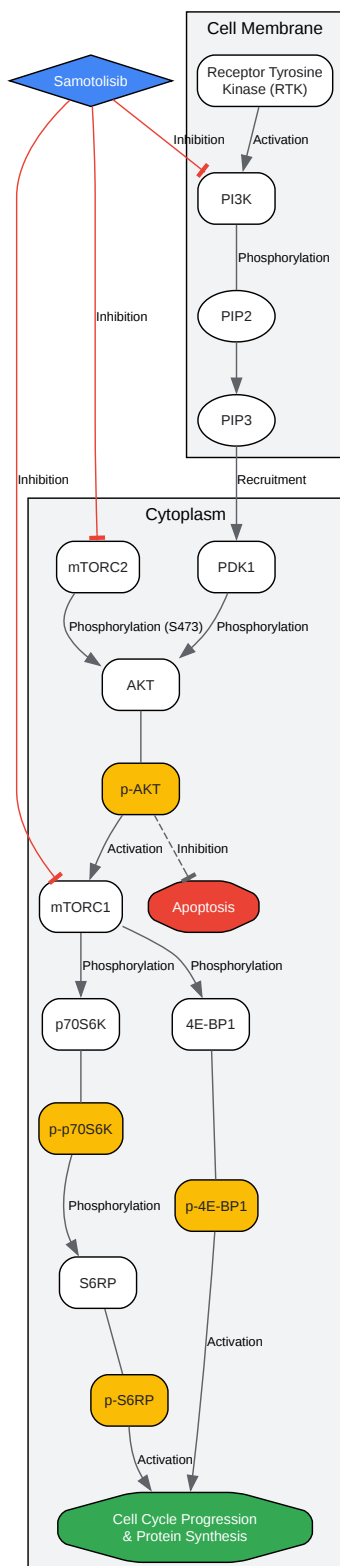 Cell Membrane
Samotolisib
Receptor Tyrosine
Kinase (RTK)
Inhibition
Activation
PI3K
Phosphorylation
PIP2
Inhibition
PIP3
Inhibition
Recruitment
Cytoplasm
mTORC2
PDK1
Phosphorylation (S473)
Phosphorylation
AKT
p-AKT
Activation
Inhibition
mTORC1
Apoptosis
Phosphorylation
Phosphorylation
p70S6K
4E-BP1
p-p70S6K
Phosphorylation
p-4E-BP1
S6RP
Activation
p-S6RP
Activation
Cell Cycle Progression
& Protein Synthesis